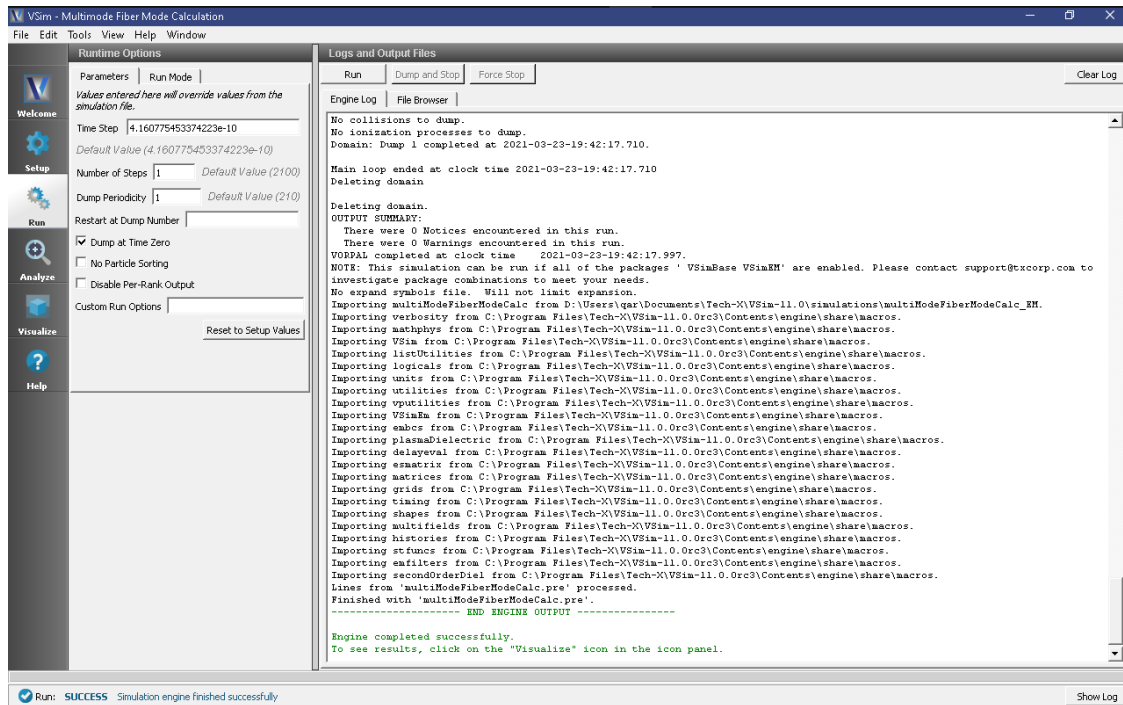 VSim - Multimode Fiber Mode Calculation
File Edit Tools View Help Window
Runtime Options
Logs and Output Files
Welcome
Setup
Run
Analyze
Visualize
Help
Parameters
Run Mode
Values entered here will override values from the
simulation file.
Time Step 4.160775453374223e-10
Default Value (4.160775453374223e-10)
Number of Steps 1 Default Value (2100)
Dump Periodicity 1 Default Value (210)
Restart at Dump Number
Dump at Time Zero
No Particle Sorting
Disable Per-Rank Output
Custom Run Options
Reset to Setup Values
Run Dump and Stop Force Stop Clear Log
Engine Log File Browser
No collisions to dump.
No ionization processes to dump.
Domain: Dump 1 completed at 2021-03-23-19:42:17.710.
Main loop ended at clock time 2021-03-23-19:42:17.710
Deleting domain
Deleting domain.
OUTPUT SUMMARY:
There were 0 Notices encountered in this run.
There were 0 Warnings encountered in this run.
VORPAL completed at clock time 2021-03-23-19:42:17.997.
NOTE: This simulation can be run if all of the packages ' VSimBase VSimEM' are enabled. Please contact support@txcorp.com to
investigate package combinations to meet your needs.
No expand symbols file. Will not limit expansion.
Importing multiModeFiberModeCalc from D:\Users\qar\Documents\Tech-X\VSim-11.0\simulations\multiModeFiberModeCalc_EM.
Importing verbosity from C:\Program Files\Tech-X\VSim-11.0.0rc3\Contents\engine\share\macros.
Importing mathphys from C:\Program Files\Tech-X\VSim-11.0.0rc3\Contents\engine\share\macros.
Importing VSim from C:\Program Files\Tech-X\VSim-11.0.0rc3\Contents\engine\share\macros.
Importing listUtilities from C:\Program Files\Tech-X\VSim-11.0.0rc3\Contents\engine\share\macros.
Importing logicals from C:\Program Files\Tech-X\VSim-11.0.0rc3\Contents\engine\share\macros.
Importing units from C:\Program Files\Tech-X\VSim-11.0.0rc3\Contents\engine\share\macros.
Importing utilities from C:\Program Files\Tech-X\VSim-11.0.0rc3\Contents\engine\share\macros.
Importing vputilities from C:\Program Files\Tech-X\VSim-11.0.0rc3\Contents\engine\share\macros.
Importing VSimEm from C:\Program Files\Tech-X\VSim-11.0.0rc3\Contents\engine\share\macros.
Importing embcs from C:\Program Files\Tech-X\VSim-11.0.0rc3\Contents\engine\share\macros.
Importing plasmaDielectric from C:\Program Files\Tech-X\VSim-11.0.0rc3\Contents\engine\share\macros.
Importing delayeval from C:\Program Files\Tech-X\VSim-11.0.0rc3\Contents\engine\share\macros.
Importing esmatrix from C:\Program Files\Tech-X\VSim-11.0.0rc3\Contents\engine\share\macros.
Importing matrices from C:\Program Files\Tech-X\VSim-11.0.0rc3\Contents\engine\share\macros.
Importing grids from C:\Program Files\Tech-X\VSim-11.0.0rc3\Contents\engine\share\macros.
Importing timing from C:\Program Files\Tech-X\VSim-11.0.0rc3\Contents\engine\share\macros.
Importing shapes from C:\Program Files\Tech-X\VSim-11.0.0rc3\Contents\engine\share\macros.
Importing multifields from C:\Program Files\Tech-X\VSim-11.0.0rc3\Contents\engine\share\macros.
Importing histories from C:\Program Files\Tech-X\VSim-11.0.0rc3\Contents\engine\share\macros.
Importing stfuncs from C:\Program Files\Tech-X\VSim-11.0.0rc3\Contents\engine\share\macros.
Importing emfilters from C:\Program Files\Tech-X\VSim-11.0.0rc3\Contents\engine\share\macros.
Importing secondOrderDiel from C:\Program Files\Tech-X\VSim-11.0.0rc3\Contents\engine\share\macros.
Lines from 'multiModeFiberModeCalc.pre' processed.
Finished with 'multiModeFiberModeCalc.pre'.
--------------------- END ENGINE OUTPUT ----------------
Engine completed successfully.
To see results, click on the "Visualize" icon in the icon panel.
Run: SUCCESS Simulation engine finished successfully
Show Log